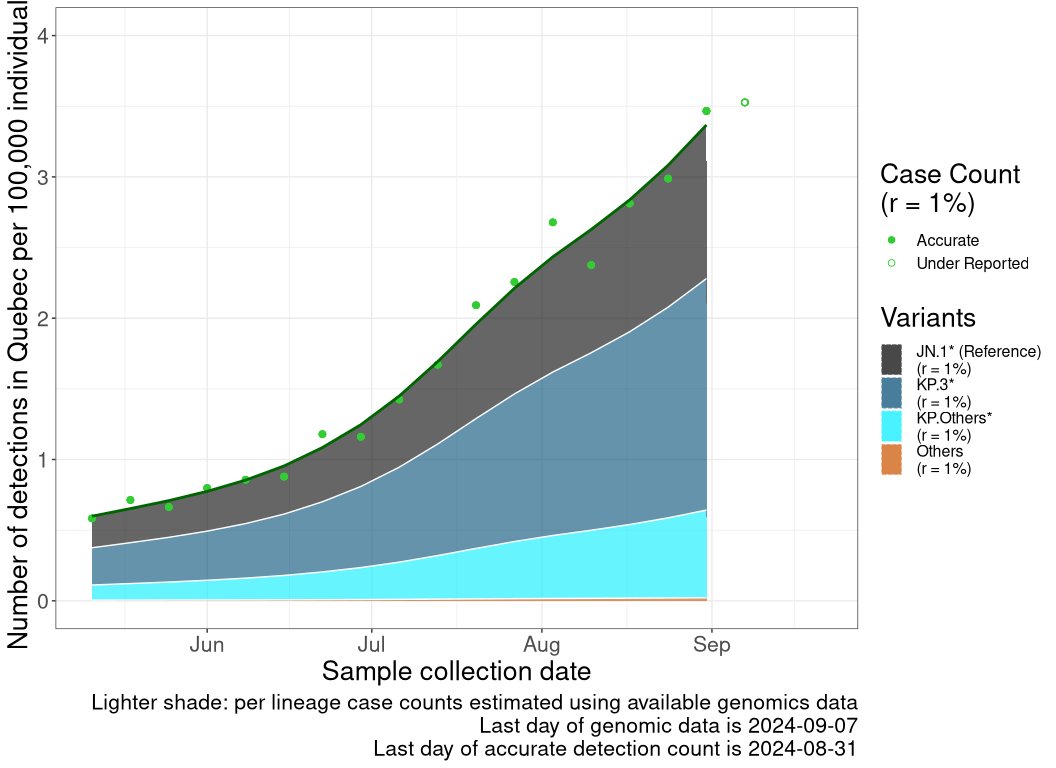 Number of detections in Quebec per 100,000 individual
4
3
2
1
0
Jun
Jul
Aug
Sep
Sample collection date
Lighter shade: per lineage case counts estimated using available genomics data
Last day of genomic data is 2024-09-07
Last day of accurate detection count is 2024-08-31
Case Count
(r = 1%)
Accurate
Under Reported
Variants
JN.1* (Reference)
(r = 1%)
KP.3*
(r = 1%)
KP.Others*
(r = 1%)
Others
(r = 1%)